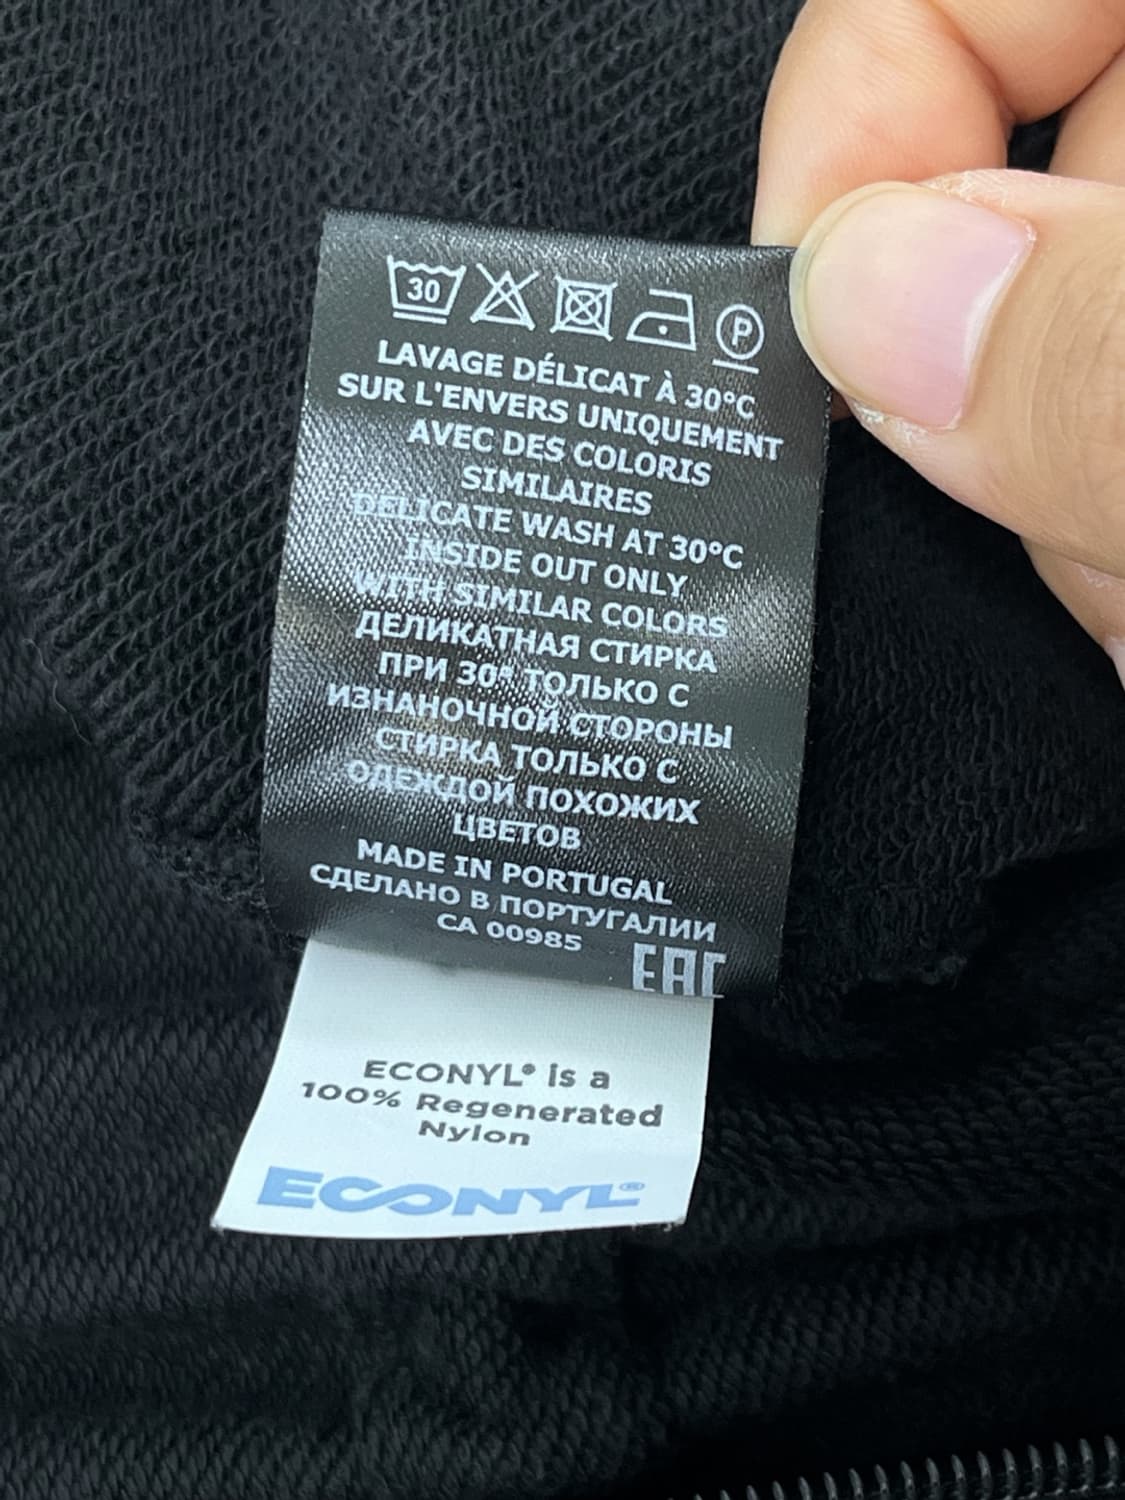 30
P
LAVAGE DÉLICAT À 30°C
SUR L'ENVERS UNIQUEMENT
AVEC DES COLORIS
SIMILAIRES
DELICATE WASH AT 30°C
INSIDE OUT ONLY
WITH SIMILAR COLORS
ДЕЛИКАТНАЯ СТИРКА
ПРИ 30° ТОЛЬКО С
ИЗНАНОЧНОЙ СТОРОНЫ
СТИРКА ТОЛЬКО С
ОДЕЖДОЙ ПОХОЖИХ
ЦВЕТОВ
MADE IN PORTUGAL
СДЕЛАНО В ПОРТУГАЛИИ
CA 00985
EAC
ECONYL® is a
100% Regenerated
Nylon
ECONYL®